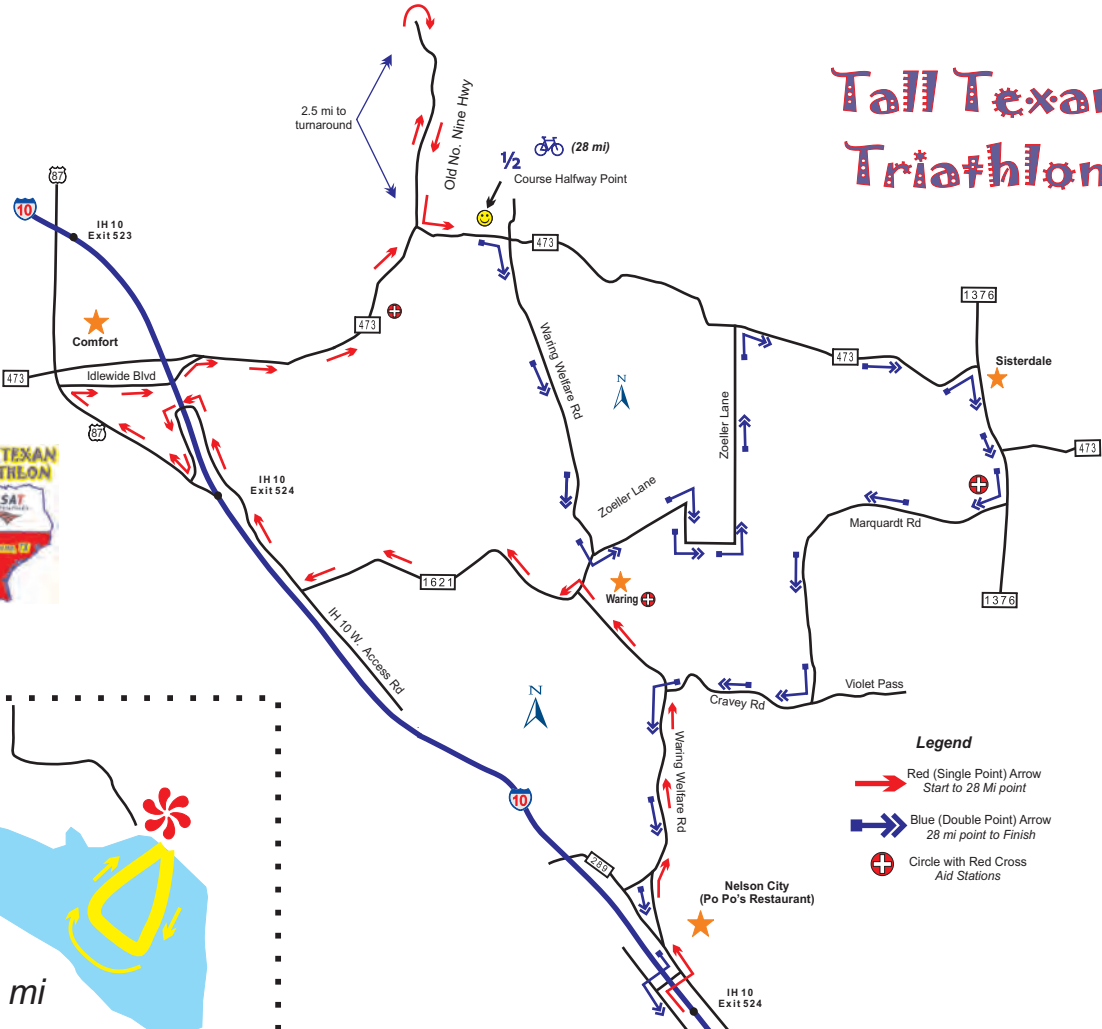 Tall Texan
Triathlon
2.5 mi to
turnaround
Old No. Nine Hwy
1/2
(28 mi)
Course Halfway Point
87
10
IH 10
Exit 523
473
1376
Comfort
473
473
Sisterdale
473
Idlewide Blvd
Waring Welfare Rd
N
Zoeller Lane
87
473
TEXAN
IH 10
Exit 524
Zoeller Lane
Marquardt Rd
1621
Waring
1376
IH 10 W. Access Rd
N
Cravey Rd
Violet Pass
Legend
Waring Welfare Rd
Red (Single Point) Arrow
Start to 28 Mi point
10
Blue (Double Point) Arrow
28 mi point to Finish
289
Circle with Red Cross
Aid Stations
Nelson City
(Po Po's Restaurant)
mi
IH 10
Exit 524